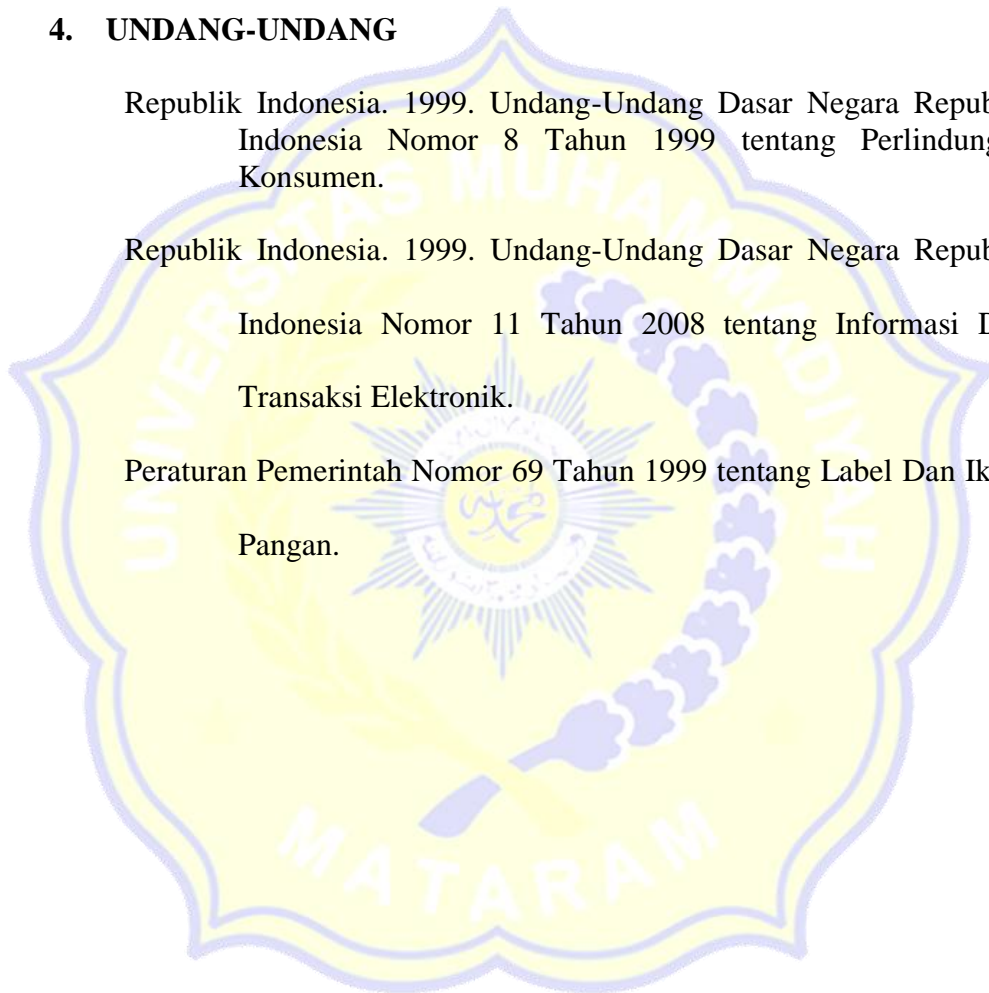 4. UNDANG-UNDANG
Republik Indonesia. 1999. Undang-Undang Dasar Negara Repub
Indonesia Nomor 8 Tahun 1999 tentang Perlindung
Konsumen.
Republik Indonesia. 1999. Undang-Undang Dasar Negara Repub
Indonesia Nomor 11 Tahun 2008 tentang Informasi D
Transaksi Elektronik.
Peraturan Pemerintah Nomor 69 Tahun 1999 tentang Label Dan Ik
Pangan.
UNIVERSITAS MUHAMMADIYAH
MATARAM